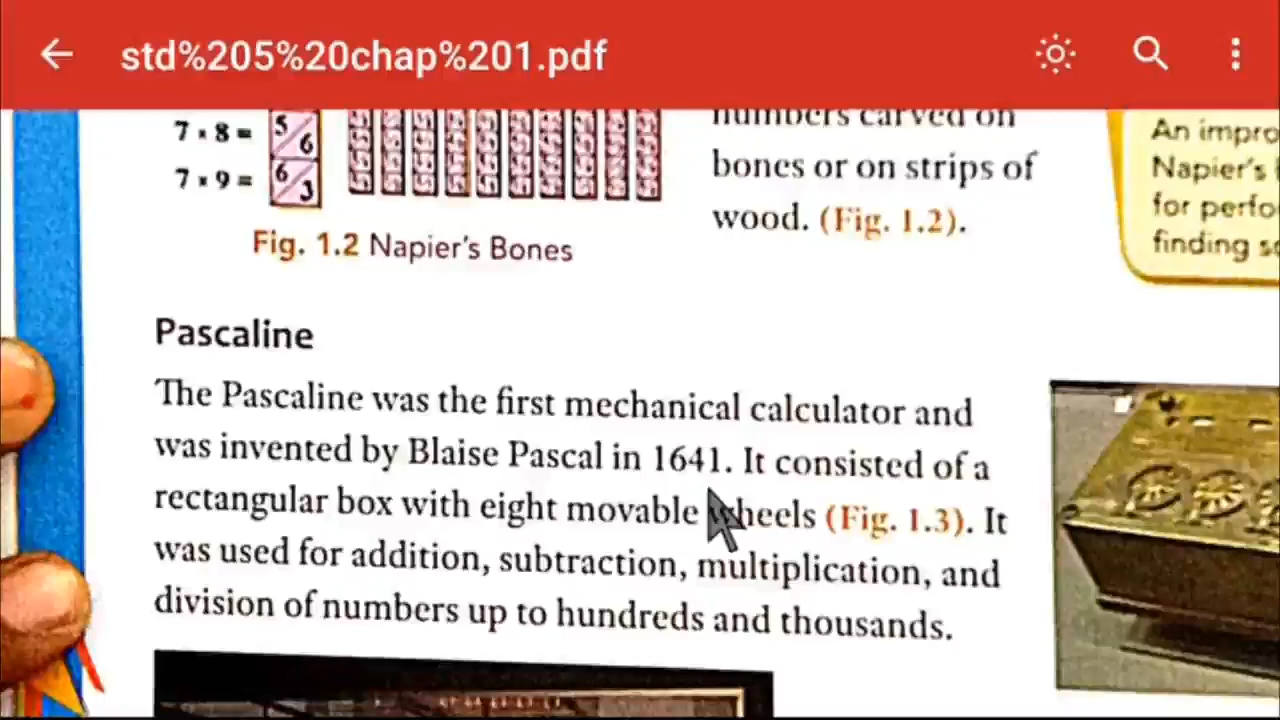 std%205%20chap%201.pdf
7 × 8 = 5/6
7 × 9 = 6/3
Fig. 1.2 Napier's Bones
numbers carved on
bones or on strips of
wood. (Fig. 1.2).
An impro
Napier's
for perfo
finding
Pascaline
The Pascaline was the first mechanical calculator and
was invented by Blaise Pascal in 1641. It consisted of a
rectangular box with eight movable wheels (Fig. 1.3). It
was used for addition, subtraction, multiplication, and
division of numbers up to hundreds and thousands.